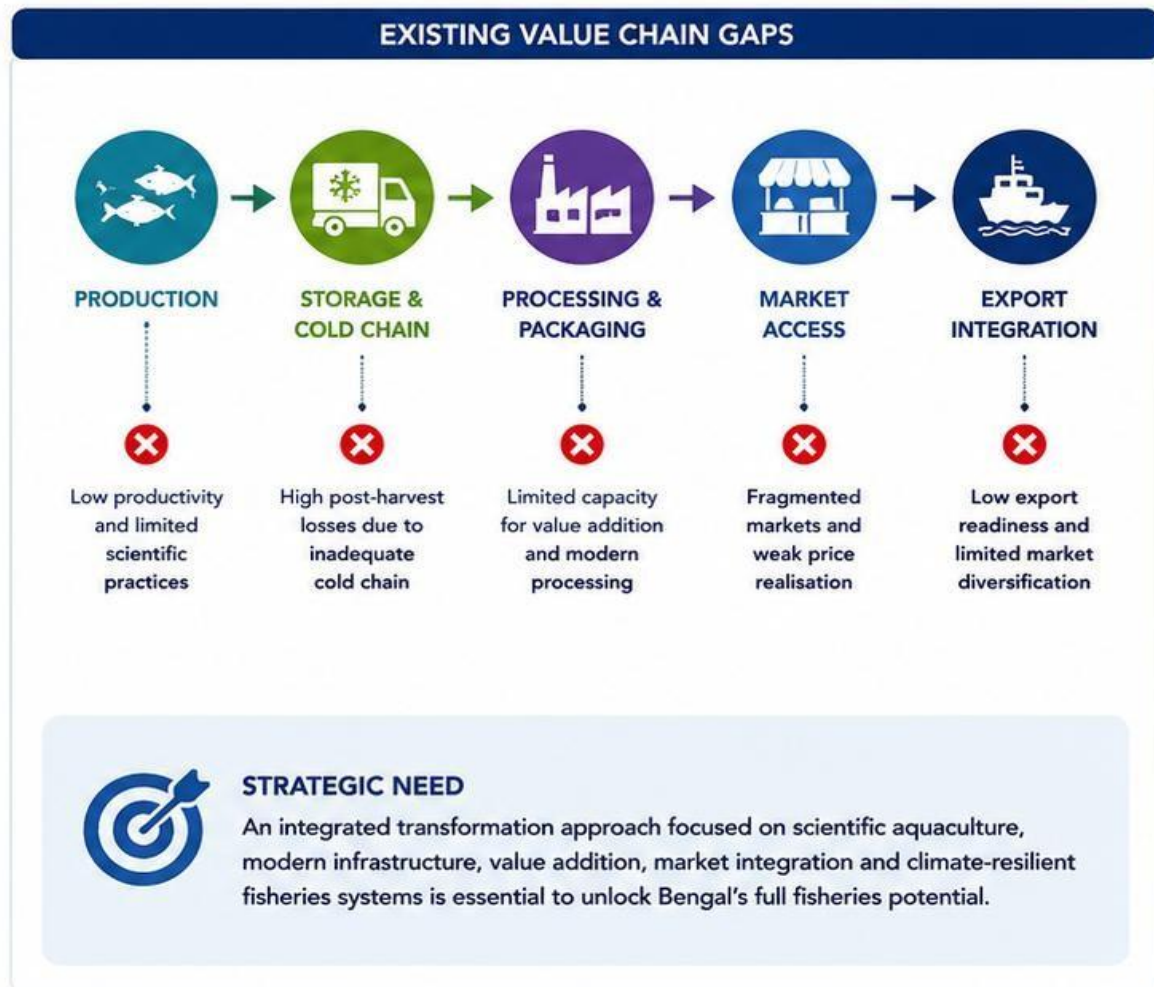 EXISTING VALUE CHAIN GAPS
PRODUCTION
STORAGE &
COLD CHAIN
PROCESSING &
PACKAGING
MARKET
ACCESS
EXPORT
INTEGRATION
Low productivity
and limited
scientific
practices
High post-harvest
losses due to
inadequate
cold chain
Limited capacity
for value addition
and modern
processing
Fragmented
markets and
weak price
realisation
Low export
readiness and
limited market
diversification
STRATEGIC NEED
An integrated transformation approach focused on scientific aquaculture,
modern infrastructure, value addition, market integration and climate-resilient
fisheries systems is essential to unlock Bengal's full fisheries potential.